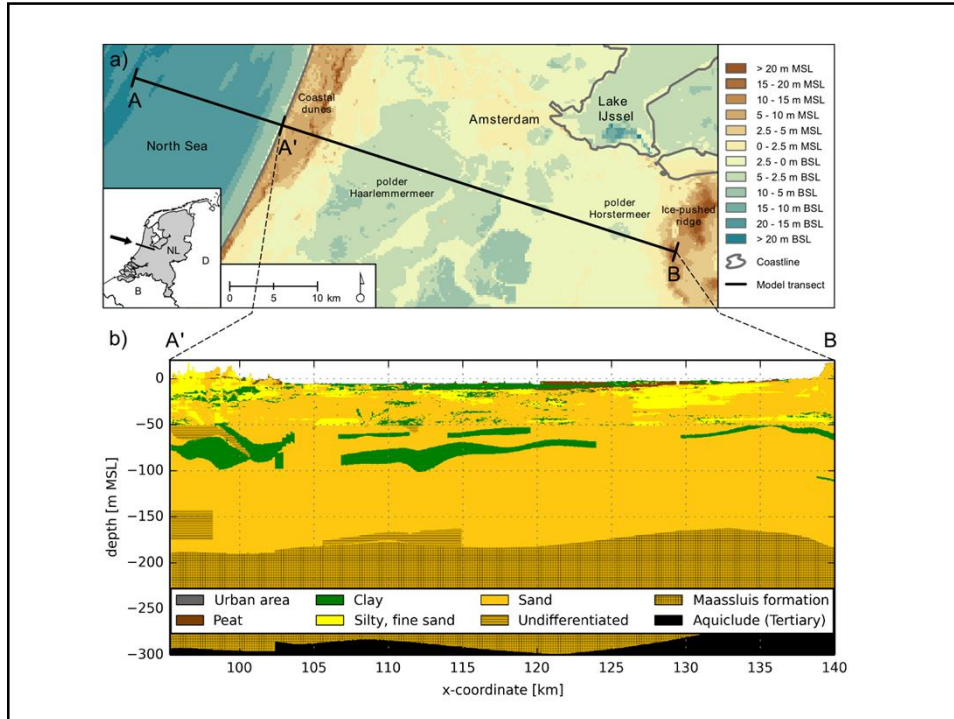 a)
A
North Sea
Coastal
dunes
A'
Amsterdam
Lake
IJssel
polder
Haarlemmermeer
polder
Horstermeer
Ice-pushed
ridge
B
NL
D
B
0 5 10
km
> 20 m MSL
15 - 20 m MSL
10 - 15 m MSL
5 - 10 m MSL
2.5 - 5 m MSL
0 - 2.5 m MSL
2.5 - 0 m BSL
5 - 2.5 m BSL
10 - 5 m BSL
15 - 10 m BSL
20 - 15 m BSL
> 20 m BSL
Coastline
Model transect
b)
A'
B
depth [m MSL]
0
−50
−100
−150
−200
−250
−300
Urban area Clay Sand Maassluis formation
Peat Silty, fine sand Undifferentiated Aquiclude (Tertiary)
100 105 110 115 120 125 130 135 140
x-coordinate [km]